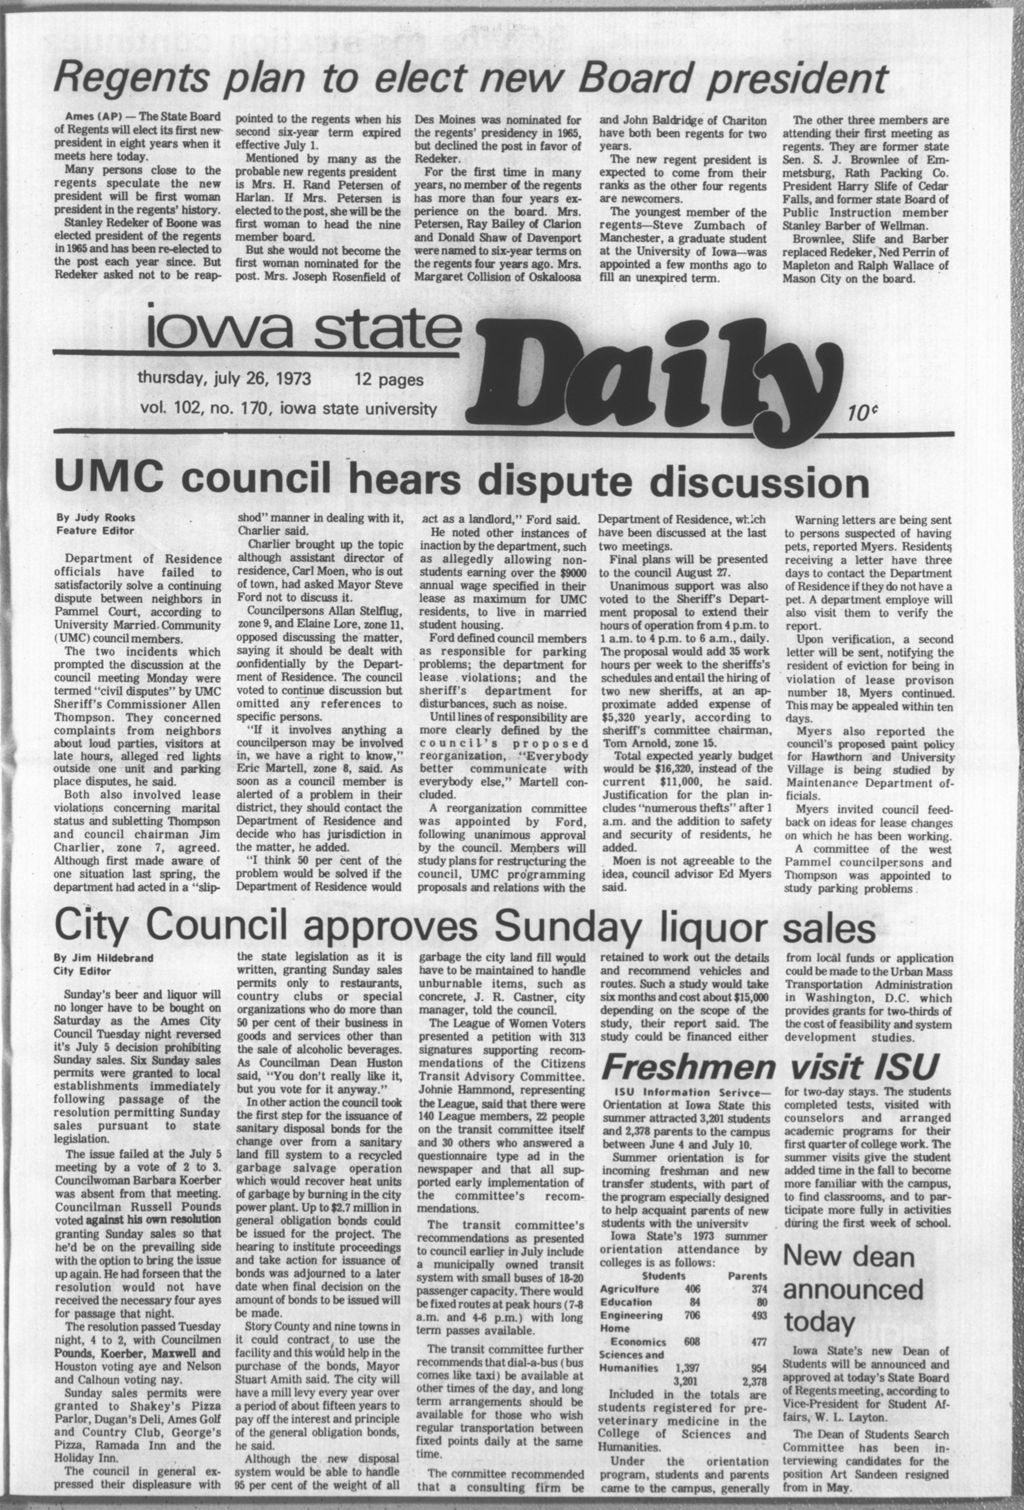 Regents plan to elect new Board president
Ames (AP) — The State Board
of Regents will elect its first new
president in eight years when it
meets here today.
Many persons close to the
regents speculate the new
president will be first woman
president in the regents' history.
Stanley Redeker of Boone was
elected president of the regents
in 1965 and has been re-elected to
the post each year since. But
Redeker asked not to be reap-
pointed to the regents when his
second six-year term expired
effective July 1.
Mentioned by many as the
probable new regents president
is Mrs. H. Rand Petersen of
Harlan. If Mrs. Petersen is
elected to the post, she will be the
first woman to head the nine
member board.
But she would not become the
first woman nominated for the
post. Mrs. Joseph Rosenfield of
Des Moines was nominated for
the regents' presidency in 1965,
but declined the post in favor of
Redeker.
For the first time in many
years, no member of the regents
has more than four years ex-
perience on the board. Mrs.
Petersen, Ray Bailey of Clarion
and Donald Shaw of Davenport
were named to six-year terms on
the regents four years ago. Mrs.
Margaret Collision of Oskaloosa
and John Baldridge of Chariton
have both been regents for two
years.
The new regent president is
expected to come from their
ranks as the other four regents
are newcomers.
The youngest member of the
regents—Steve Zumbach of
Manchester, a graduate student
at the University of Iowa—was
appointed a few months ago to
fill an unexpired term.
The other three members are
attending their first meeting as
regents. They are former state
Sen. S. J. Brownlee of Em-
metsburg, Rath Packing Co.
President Harry Slife of Cedar
Falls, and former state Board of
Public Instruction member
Stanley Barber of Wellman.
Brownlee, Slife and Barber
replaced Redeker, Ned Perrin of
Mapleton and Ralph Wallace of
Mason City on the board.
iowa state Daily
thursday, july 26, 1973 12 pages
vol. 102, no. 170, iowa state university
10¢
UMC council hears dispute discussion
By Judy Rooks
Feature Editor
Department of Residence
officials have failed to
satisfactorily solve a continuing
dispute between neighbors in
Pammel Court, according to
University Married Community
(UMC) council members.
The two incidents which
prompted the discussion at the
council meeting Monday were
termed "civil disputes" by UMC
Sheriff's Commissioner Allen
Thompson. They concerned
complaints from neighbors
about loud parties, visitors at
late hours, alleged red lights
outside one unit and parking
place disputes, he said.
Both also involved lease
violations concerning marital
status and subletting Thompson
and council chairman Jim
Charlier, zone 7, agreed.
Although first made aware of
one situation last spring, the
department had acted in a "slip-
shod" manner in dealing with it,
Charlier said.
Charlier brought up the topic
although assistant director of
residence, Carl Moen, who is out
of town, had asked Mayor Steve
Ford not to discuss it.
Councilpersons Allan Stelflug,
zone 9, and Elaine Lore, zone 11,
opposed discussing the matter,
saying it should be dealt with
confidentially by the Depart-
ment of Residence. The council
voted to continue discussion but
omitted any references to
specific persons.
"If it involves anything a
councilperson may be involved
in, we have a right to know,"
Eric Martell, zone 8, said. As
soon as a council member is
alerted of a problem in their
district, they should contact the
Department of Residence and
decide who has jurisdiction in
the matter, he added.
"I think 50 per cent of the
problem would be solved if the
Department of Residence would
act as a landlord," Ford said.
He noted other instances of
inaction by the department, such
as allegedly allowing non-
students earning over the $9000
annual wage specified in their
lease as maximum for UMC
residents, to live in married
student housing.
Ford defined council members
as responsible for parking
problems; the department for
lease violations; and the
sheriff's department for
disturbances, such as noise.
Until lines of responsibility are
more clearly defined by the
council's proposed
reorganization, "Everybody
better communicate with
everybody else," Martell con-
cluded.
A reorganization committee
was appointed by Ford,
following unanimous approval
by the council. Members will
study plans for restructuring the
council, UMC programming
proposals and relations with the
Department of Residence, which
have been discussed at the last
two meetings.
Final plans will be presented
to the council August 27.
Unanimous support was also
voted to the Sheriff's Depart-
ment proposal to extend their
hours of operation from 4 p.m. to
1 a.m. to 4 p.m. to 6 a.m., daily.
The proposal would add 35 work
hours per week to the sheriffs's
schedules and entail the hiring of
two new sheriffs, at an ap-
proximate added expense of
$5,320 yearly, according to
sheriff's committee chairman,
Tom Arnold, zone 15.
Total expected yearly budget
would be $16,320, instead of the
current $11,000, he said.
Justification for the plan in-
cludes "numerous thefts" after 1
a.m. and the addition to safety
and security of residents, he
added.
Moen is not agreeable to the
idea, council advisor Ed Myers
said.
Warning letters are being sent
to persons suspected of having
pets, reported Myers. Residents
receiving a letter have three
days to contact the Department
of Residence if they do not have a
pet. A department employe will
also visit them to verify the
report.
Upon verification, a second
letter will be sent, notifying the
resident of eviction for being in
violation of lease provison
number 18, Myers continued.
This may be appealed within ten
days.
Myers also reported the
council's proposed paint policy
for Hawthorn and University
Village is being studied by
Maintenance Department of-
ficials.
Myers invited council feed-
back on ideas for lease changes
on which he has been working.
A committee of the west
Pammel councilpersons and
Thompson was appointed to
study parking problems.
City Council approves Sunday liquor sales
By Jim Hildebrand
City Editor
Sunday's beer and liquor will
no longer have to be bought on
Saturday as the Ames City
Council Tuesday night reversed
it's July 5 decision prohibiting
Sunday sales. Six Sunday sales
permits were granted to local
establishments immediately
following passage of the
resolution permitting Sunday
sales pursuant to state
legislation.
The issue failed at the July 5
meeting by a vote of 2 to 3.
Councilwoman Barbara Koerber
was absent from that meeting.
Councilman Russell Pounds
voted against his own resolution
granting Sunday sales so that
he'd be on the prevailing side
with the option to bring the issue
up again. He had forseen that the
resolution would not have
received the necessary four ayes
for passage that night.
The resolution passed Tuesday
night, 4 to 2, with Councilmen
Pounds, Koerber, Maxwell and
Houston voting aye and Nelson
and Calhoun voting nay.
Sunday sales permits were
granted to Shakey's Pizza
Parlor, Dugan's Deli, Ames Golf
and Country Club, George's
Pizza, Ramada Inn and the
Holiday Inn.
The council in general ex-
pressed their displeasure with
the state legislation as it is
written, granting Sunday sales
permits only to restaurants,
country clubs or special
organizations who do more than
50 per cent of their business in
goods and services other than
the sale of alcoholic beverages.
As Councilman Dean Huston
said, "You don't really like it,
but you vote for it anyway."
In other action the council took
the first step for the issuance of
sanitary disposal bonds for the
change over from a sanitary
land fill system to a recycled
garbage salvage operation
which would recover heat units
of garbage by burning in the city
power plant. Up to $2.7 million in
general obligation bonds could
be issued for the project. The
hearing to institute proceedings
and take action for issuance of
bonds was adjourned to a later
date when final decision on the
amount of bonds to be issued will
be made.
Story County and nine towns in
it could contract to use the
facility and this would help in the
purchase of the bonds, Mayor
Stuart Amith said. The city will
have a mill levy every year over
a period of about fifteen years to
pay off the interest and principle
of the general obligation bonds,
he said.
Although the new disposal
system would be able to handle
95 per cent of the weight of all
garbage the city land fill would
have to be maintained to handle
unburnable items, such as
concrete, J. R. Castner, city
manager, told the council.
The League of Women Voters
presented a petition with 313
signatures supporting recom-
mendations of the Citizens
Transit Advisory Committee.
Johnie Hammond, representing
the League, said that there were
140 League members, 22 people
on the transit committee itself
and 30 others who answered a
questionnaire type ad in the
newspaper and that all sup-
ported early implementation of
the committee's recom-
mendations.
The transit committee's
recommendations as presented
to council earlier in July include
a municipally owned transit
system with small buses of 18-20
passenger capacity. There would
be fixed routes at peak hours (7-8
a.m. and 4-6 p.m.) with long
term passes available.
The transit committee further
recommends that dial-a-bus (bus
comes like taxi) be available at
other times of the day, and long
term arrangements should be
available for those who wish
regular transportation between
fixed points daily at the same
time.
The committee recommended
that a consulting firm be
retained to work out the details
and recommend vehicles and
routes. Such a study would take
six months and cost about $15,000
depending on the scope of the
study, their report said. The
study could be financed either
from local funds or application
could be made to the Urban Mass
Transportation Administration
in Washington, D.C. which
provides grants for two-thirds of
the cost of feasibility and system
development studies.
Freshmen visit ISU
ISU Information Serivce—
Orientation at Iowa State this
summer attracted 3,201 students
and 2,378 parents to the campus
between June 4 and July 10.
Summer orientation is for
incoming freshman and new
transfer students, with part of
the program especially designed
to help acquaint parents of new
students with the university
Iowa State's 1973 summer
orientation attendance by
colleges is as follows:
Students Parents
Agriculture 406 374
Education 84 80
Engineering 706 493
Home
Economics 608 477
Sciences and
Humanities 1,397 954
3,201 2,378
Included in the totals are
students registered for pre-
veterinary medicine in the
College of Sciences and
Humanities.
Under the orientation
program, students and parents
came to the campus, generally
for two-day stays. The students
completed tests, visited with
counselors and arranged
academic programs for their
first quarter of college work. The
summer visits give the student
added time in the fall to become
more familiar with the campus,
to find classrooms, and to par-
ticipate more fully in activities
during the first week of school.
New dean
announced
today
Iowa State's new Dean of
Students will be announced and
approved at today's State Board
of Regents meeting, according to
Vice-President for Student Af-
fairs, W. L. Layton.
The Dean of Students Search
Committee has been in-
terviewing candidates for the
position Art Sandeen resigned
from in May.